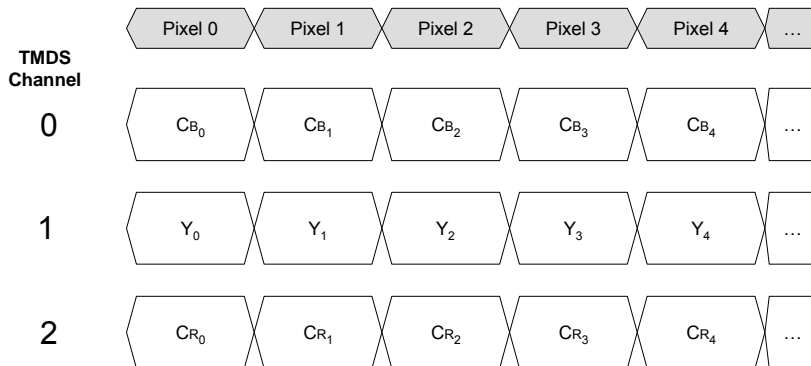 Pixel 0 Pixel 1 Pixel 2 Pixel 3 Pixel 4 ...
TMDS
Channel
0 CB0 CB1 CB2 CB3 CB4 ...
1 Y0 Y1 Y2 Y3 Y4 ...
2 CR0 CR1 CR2 CR3 CR4 ...